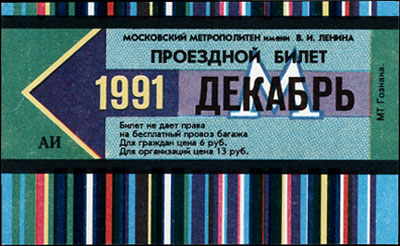 МОСКОВСКИЙ МЕТРОПОЛИТЕН имени В. И. ЛЕНИНА
ПРОЕЗДНОЙ БИЛЕТ
М
1991 ДЕКАБРЬ
АИ
Билет не дает права
на бесплатный провоз багажа
Для граждан цена 6 руб.
Для организаций цена 13 руб.
МТ Гознака.